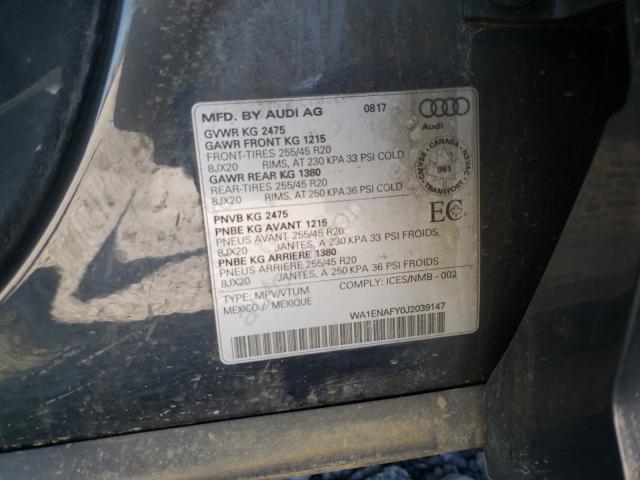 MFD. BY AUDI AG 0817
Audi
GVWR KG 2475
GAWR FRONT KG 1215
FRONT-TIRES 255/45 R20
8JX20 RIMS, AT 230 KPA 33 PSI COLD
GAWR REAR KG 1380
REAR-TIRES 255/45 R20
8JX20 RIMS, AT 250 KPA 36 PSI COLD
CMVSS - CANADA - NSVAC
961
TRANSPORT
PNVB KG 2475
PNBE KG AVANT 1215
PNEUS AVANT 255/45 R20
8JX20 JANTES, A 230 KPA 33 PSI FROIDS
PNBE KG ARRIERE 1380
PNEUS ARRIERE 255/45 R20
8JX20 JANTES, A 250 KPA 36 PSI FROIDS
EC
TYPE: MPV/VTUM COMPLY: ICES/NMB - 002
MEXICO / MEXIQUE
WA1ENAFY0J2039147